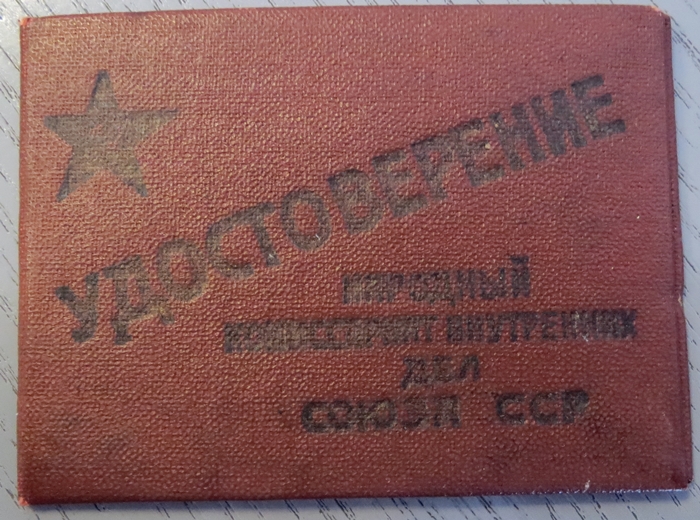 УДОСТОВЕРЕНИЕ
НАРОДНЫЙ
КОМИССАРИАТ ВНУТРЕННИХ
ДЕЛ
СОЮЗА ССР